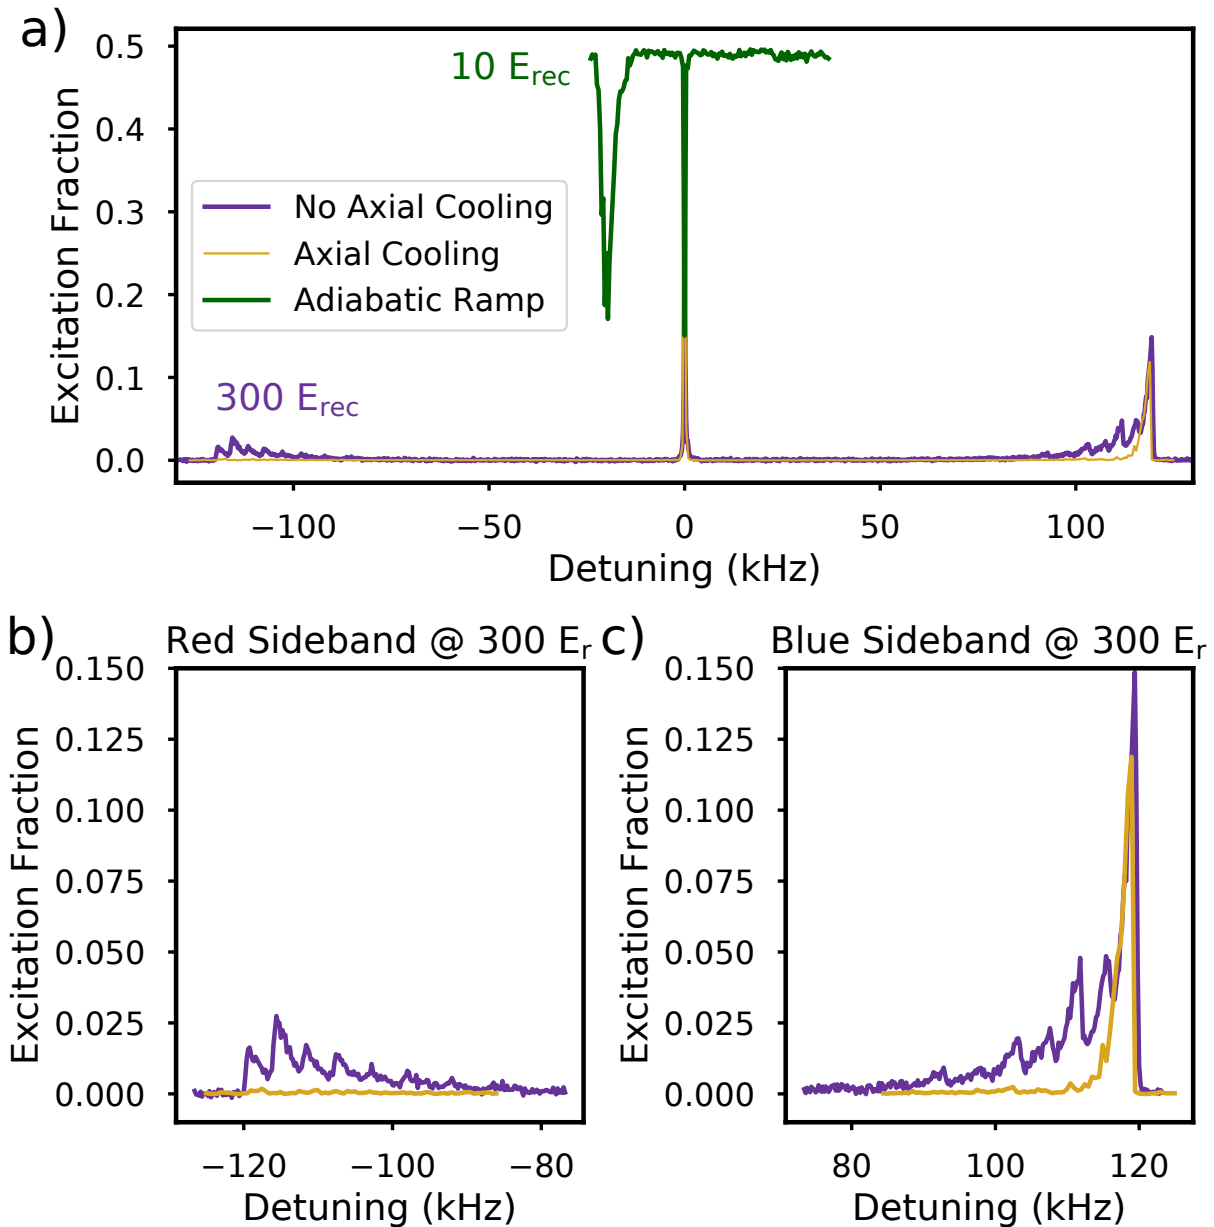 a)
0.5
0.4
0.3
0.2
0.1
0.0
Excitation Fraction
10 E_rec
No Axial Cooling
Axial Cooling
Adiabatic Ramp
300 E_rec
−100 −50 0 50 100
Detuning (kHz)
b) Red Sideband @ 300 E_r
0.150
0.125
0.100
0.075
0.050
0.025
0.000
Excitation Fraction
−120 −100 −80
Detuning (kHz)
c) Blue Sideband @ 300 E_r
0.150
0.125
0.100
0.075
0.050
0.025
0.000
Excitation Fraction
80 100 120
Detuning (kHz)